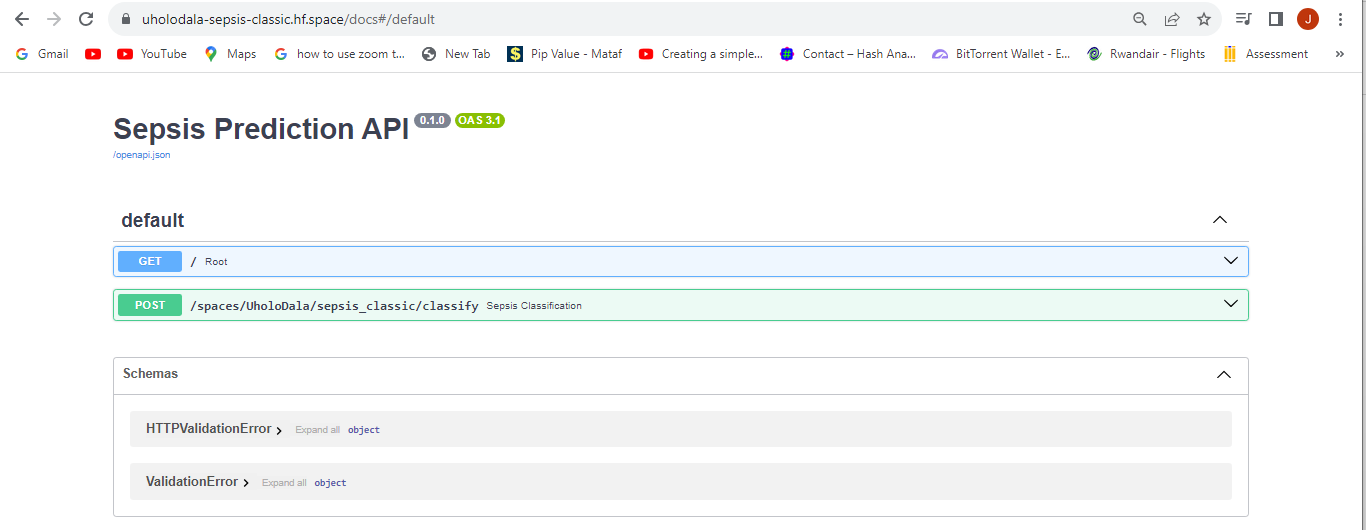 uholodala-sepsis-classic.hf.space/docs#/default
J
Gmail YouTube Maps how to use zoom t... New Tab Pip Value - Mataf Creating a simple... Contact – Hash Ana... BitTorrent Wallet - E... Rwandair - Flights Assessment »
Sepsis Prediction API 0.1.0 OAS 3.1
/openapi.json
default
GET / Root
POST /spaces/UholoDala/sepsis_classic/classify Sepsis Classification
Schemas
HTTPValidationError Expand all object
ValidationError Expand all object